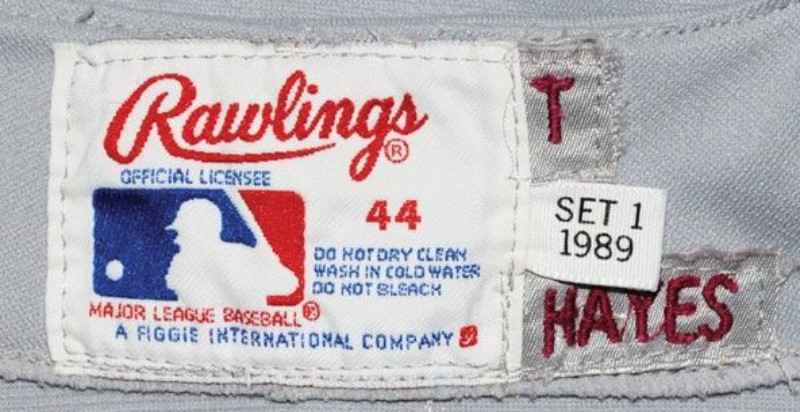 Rawlings®
OFFICIAL LICENSEE
44
DO NOT DRY CLEAN
WASH IN COLD WATER
DO NOT BLEACH
MAJOR LEAGUE BASEBALL®
A FIGGIE INTERNATIONAL COMPANY
T
SET 1
1989
HAYES